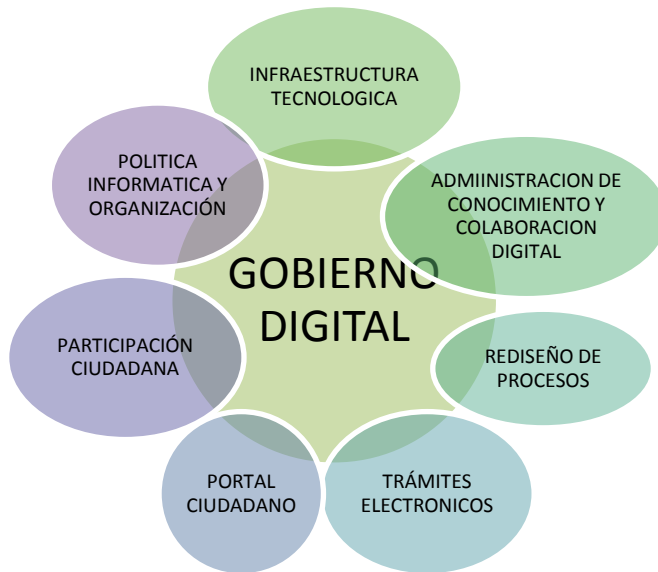 INFRAESTRUCTURA
TECNOLOGICA
POLITICA
INFORMATICA Y
ORGANIZACIÓN
ADMIINISTRACION DE
CONOCIMIENTO Y
COLABORACION
DIGITAL
GOBIERNO
DIGITAL
PARTICIPACIÓN
CIUDADANA
REDISEÑO DE
PROCESOS
PORTAL
CIUDADANO
TRÁMITES
ELECTRONICOS